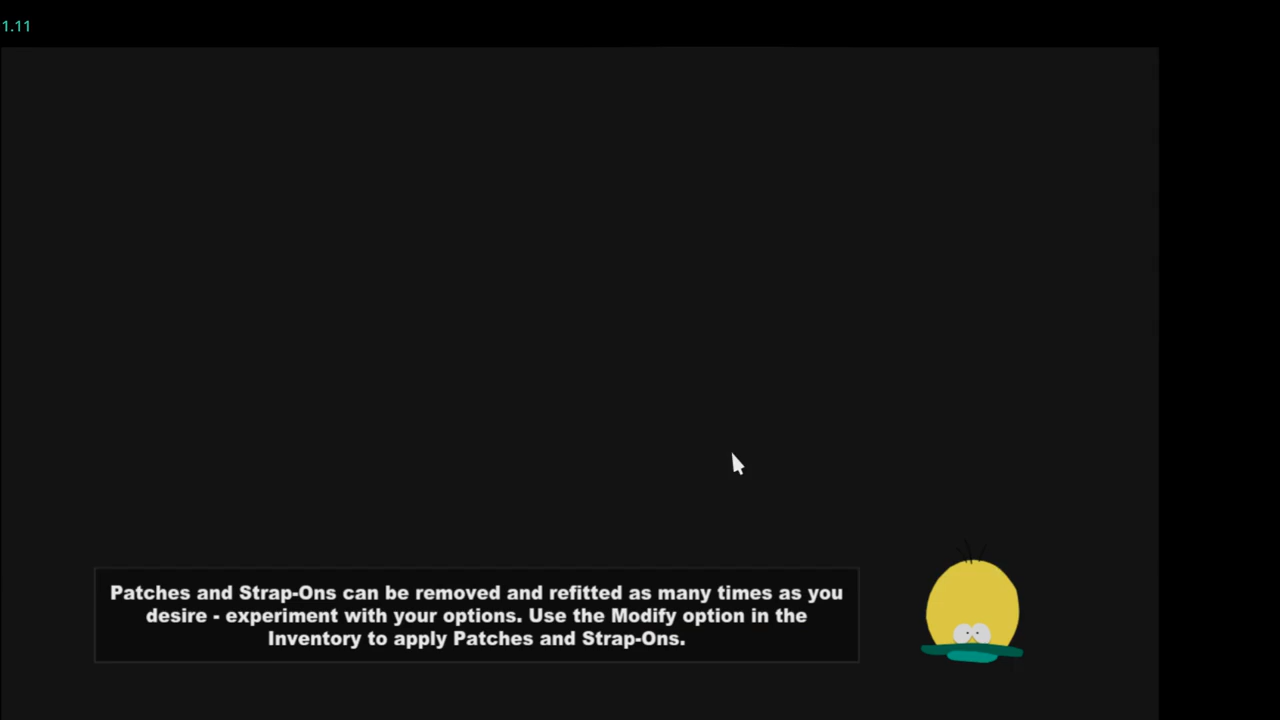 1.11
Patches and Strap-Ons can be removed and refitted as many times as you
desire - experiment with your options. Use the Modify option in the
Inventory to apply Patches and Strap-Ons.